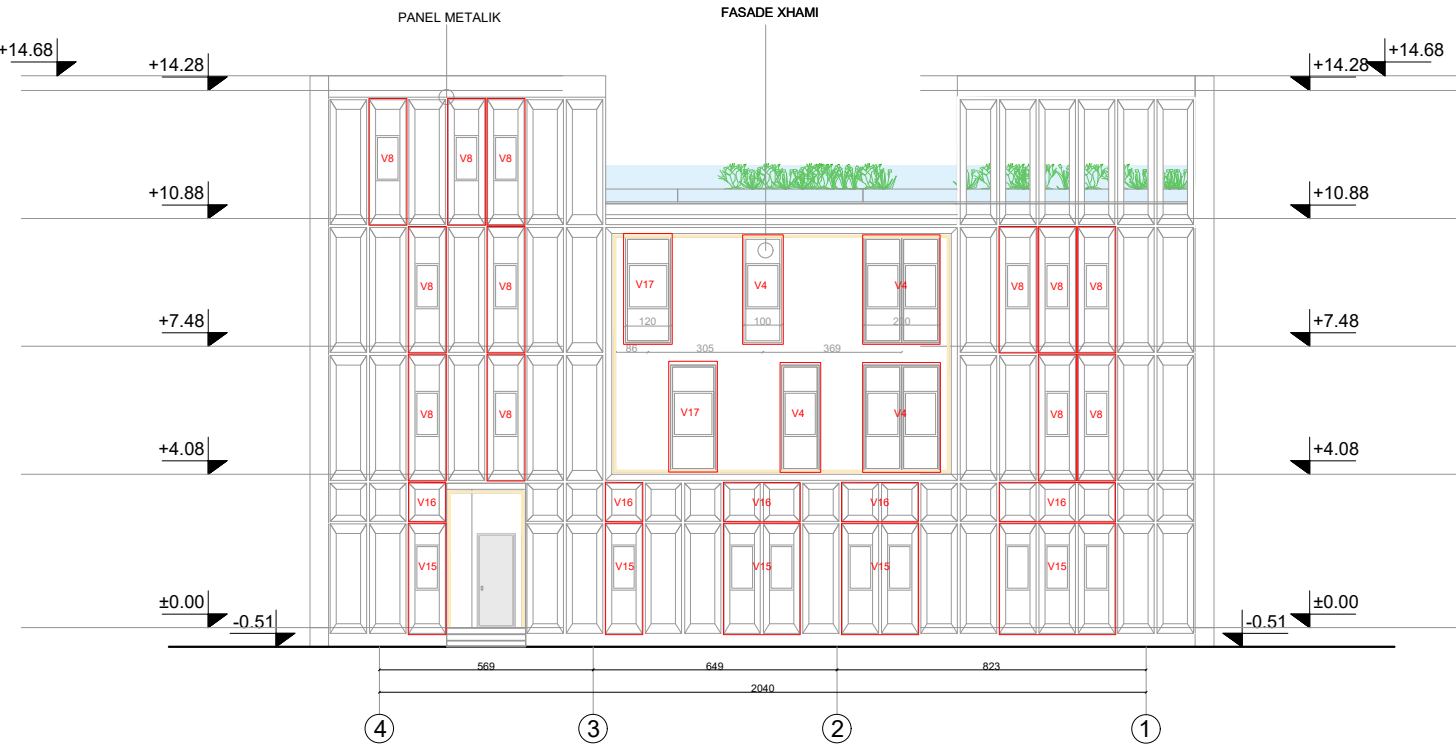 PANEL METALIK
FASADE XHAMI
+14.68
+14.28
+14.28
+14.68
V8
V8
V8
+10.88
+10.88
V8
V8
V17
V4
V4
V8
V8
V8
+7.48
120
100
200
+7.48
86
305
369
V8
V8
V17
V4
V4
V8
V8
+4.08
+4.08
V16
V16
V16
V16
V16
V15
V15
V15
V15
V15
±0.00
±0.00
-0.51
-0.51
569
649
823
2040
4
3
2
1